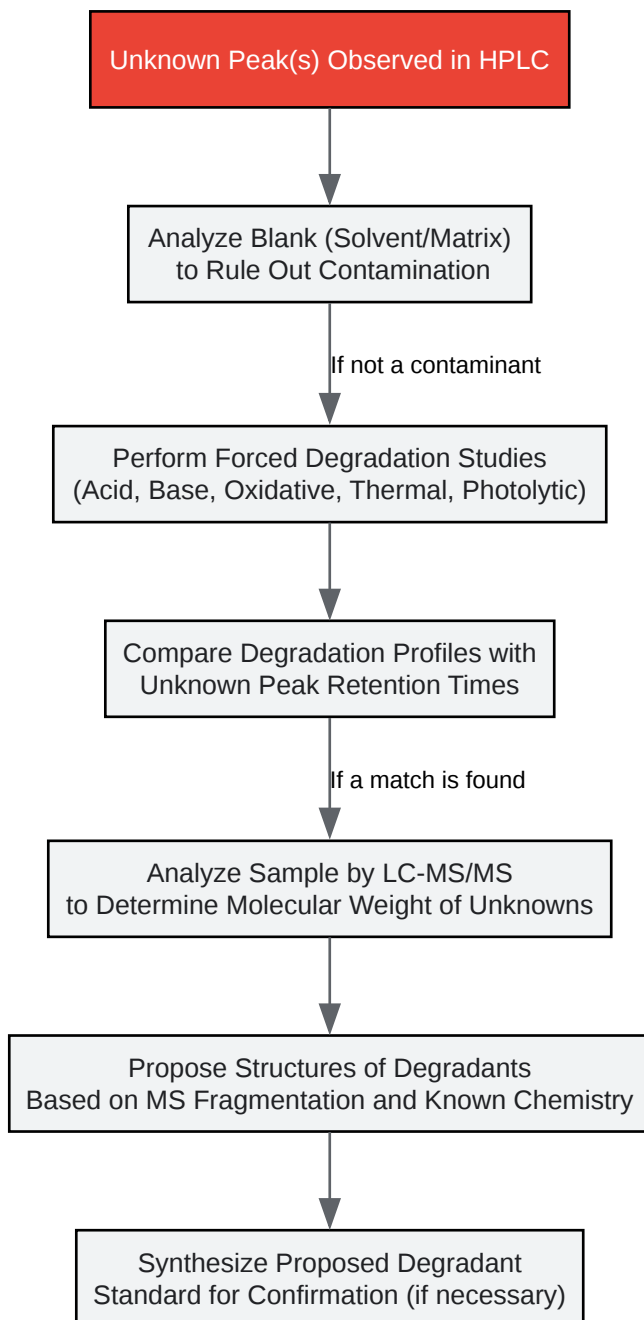 Unknown Peak(s) Observed in HPLC
Analyze Blank (Solvent/Matrix)
to Rule Out Contamination
If not a contaminant
Perform Forced Degradation Studies
(Acid, Base, Oxidative, Thermal, Photolytic)
Compare Degradation Profiles with
Unknown Peak Retention Times
If a match is found
Analyze Sample by LC-MS/MS
to Determine Molecular Weight of Unknowns
Propose Structures of Degradants
Based on MS Fragmentation and Known Chemistry
Synthesize Proposed Degradant
Standard for Confirmation (if necessary)